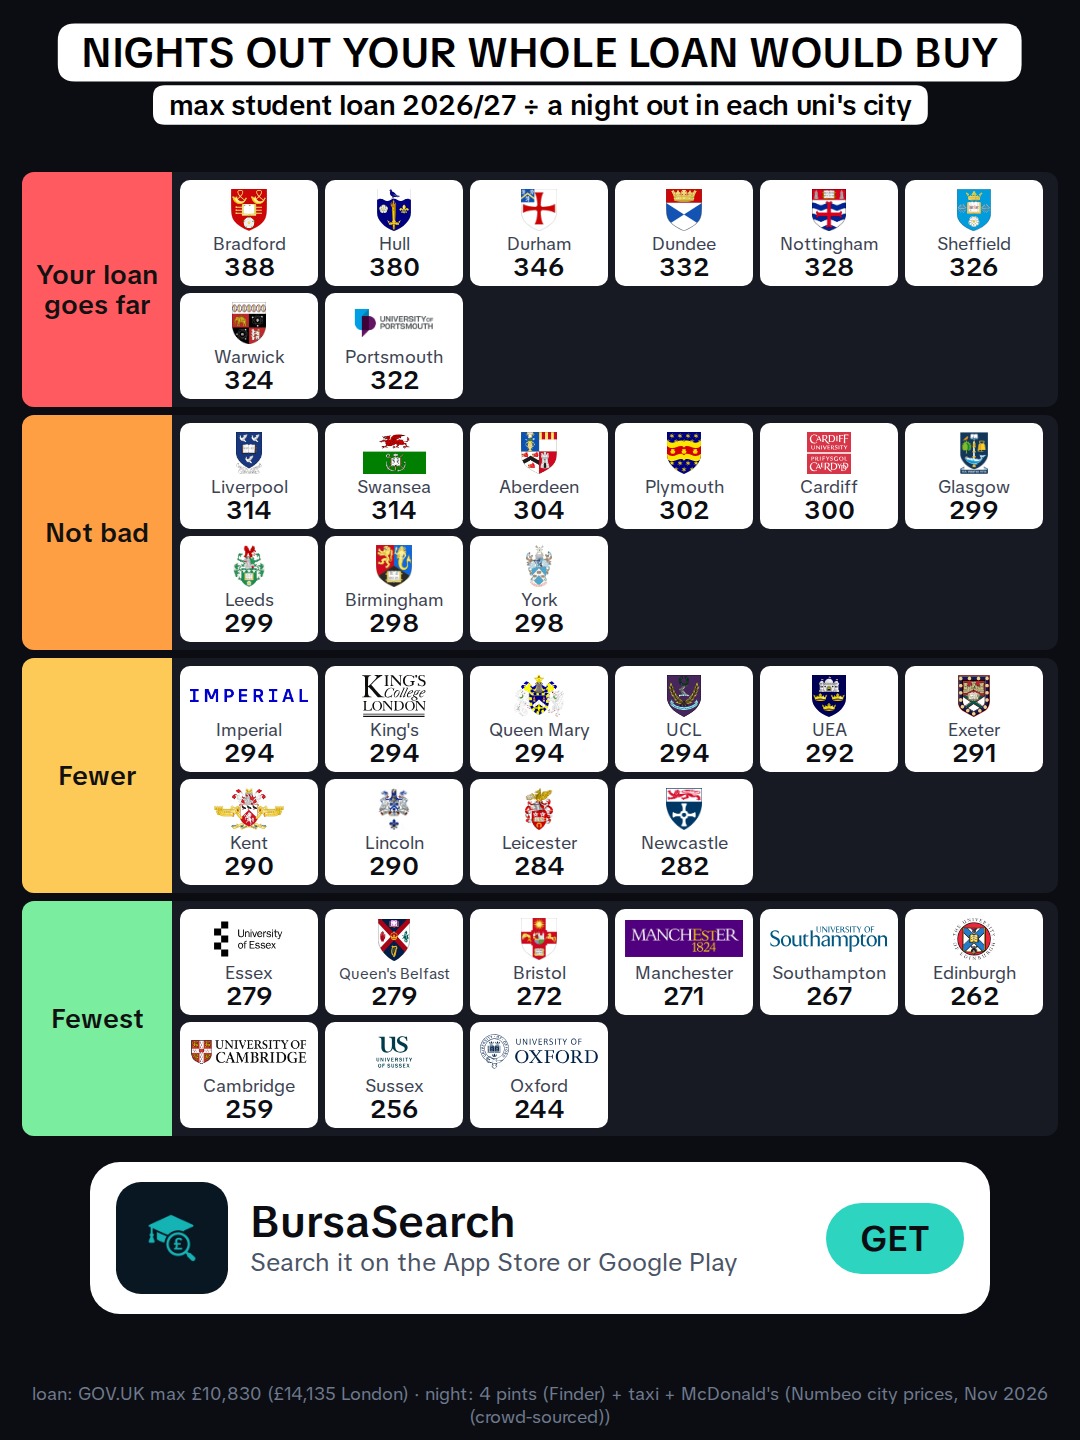 NIGHTS OUT YOUR WHOLE LOAN WOULD BUY
max student loan 2026/27 ÷ a night out in each uni's city
Your loan
goes far
Bradford
388
Hull
380
Durham
346
Dundee
332
Nottingham
328
Sheffield
326
Warwick
324
UNIVERSITY OF
PORTSMOUTH
Portsmouth
322
Not bad
Liverpool
314
Swansea
314
Aberdeen
304
Plymouth
302
CARDIFF
UNIVERSITY
PRIFYSGOL
CAERDYDD
Cardiff
300
Glasgow
299
Leeds
299
Birmingham
298
York
298
Fewer
IMPERIAL
Imperial
294
KING'S
College
LONDON
King's
294
Queen Mary
294
UCL
294
UEA
292
Exeter
291
Kent
290
Lincoln
290
Leicester
284
Newcastle
282
Fewest
University
of Essex
Essex
279
Queen's Belfast
279
Bristol
272
MANCHESTER
1824
Manchester
271
UNIVERSITY OF
Southampton
Southampton
267
Edinburgh
262
UNIVERSITY OF
CAMBRIDGE
Cambridge
259
US
UNIVERSITY
OF SUSSEX
Sussex
256
UNIVERSITY OF
OXFORD
Oxford
244
£
BursaSearch
Search it on the App Store or Google Play
GET
loan: GOV.UK max £10,830 (£14,135 London) · night: 4 pints (Finder) + taxi + McDonald's (Numbeo city prices, Nov 2026
(crowd-sourced))